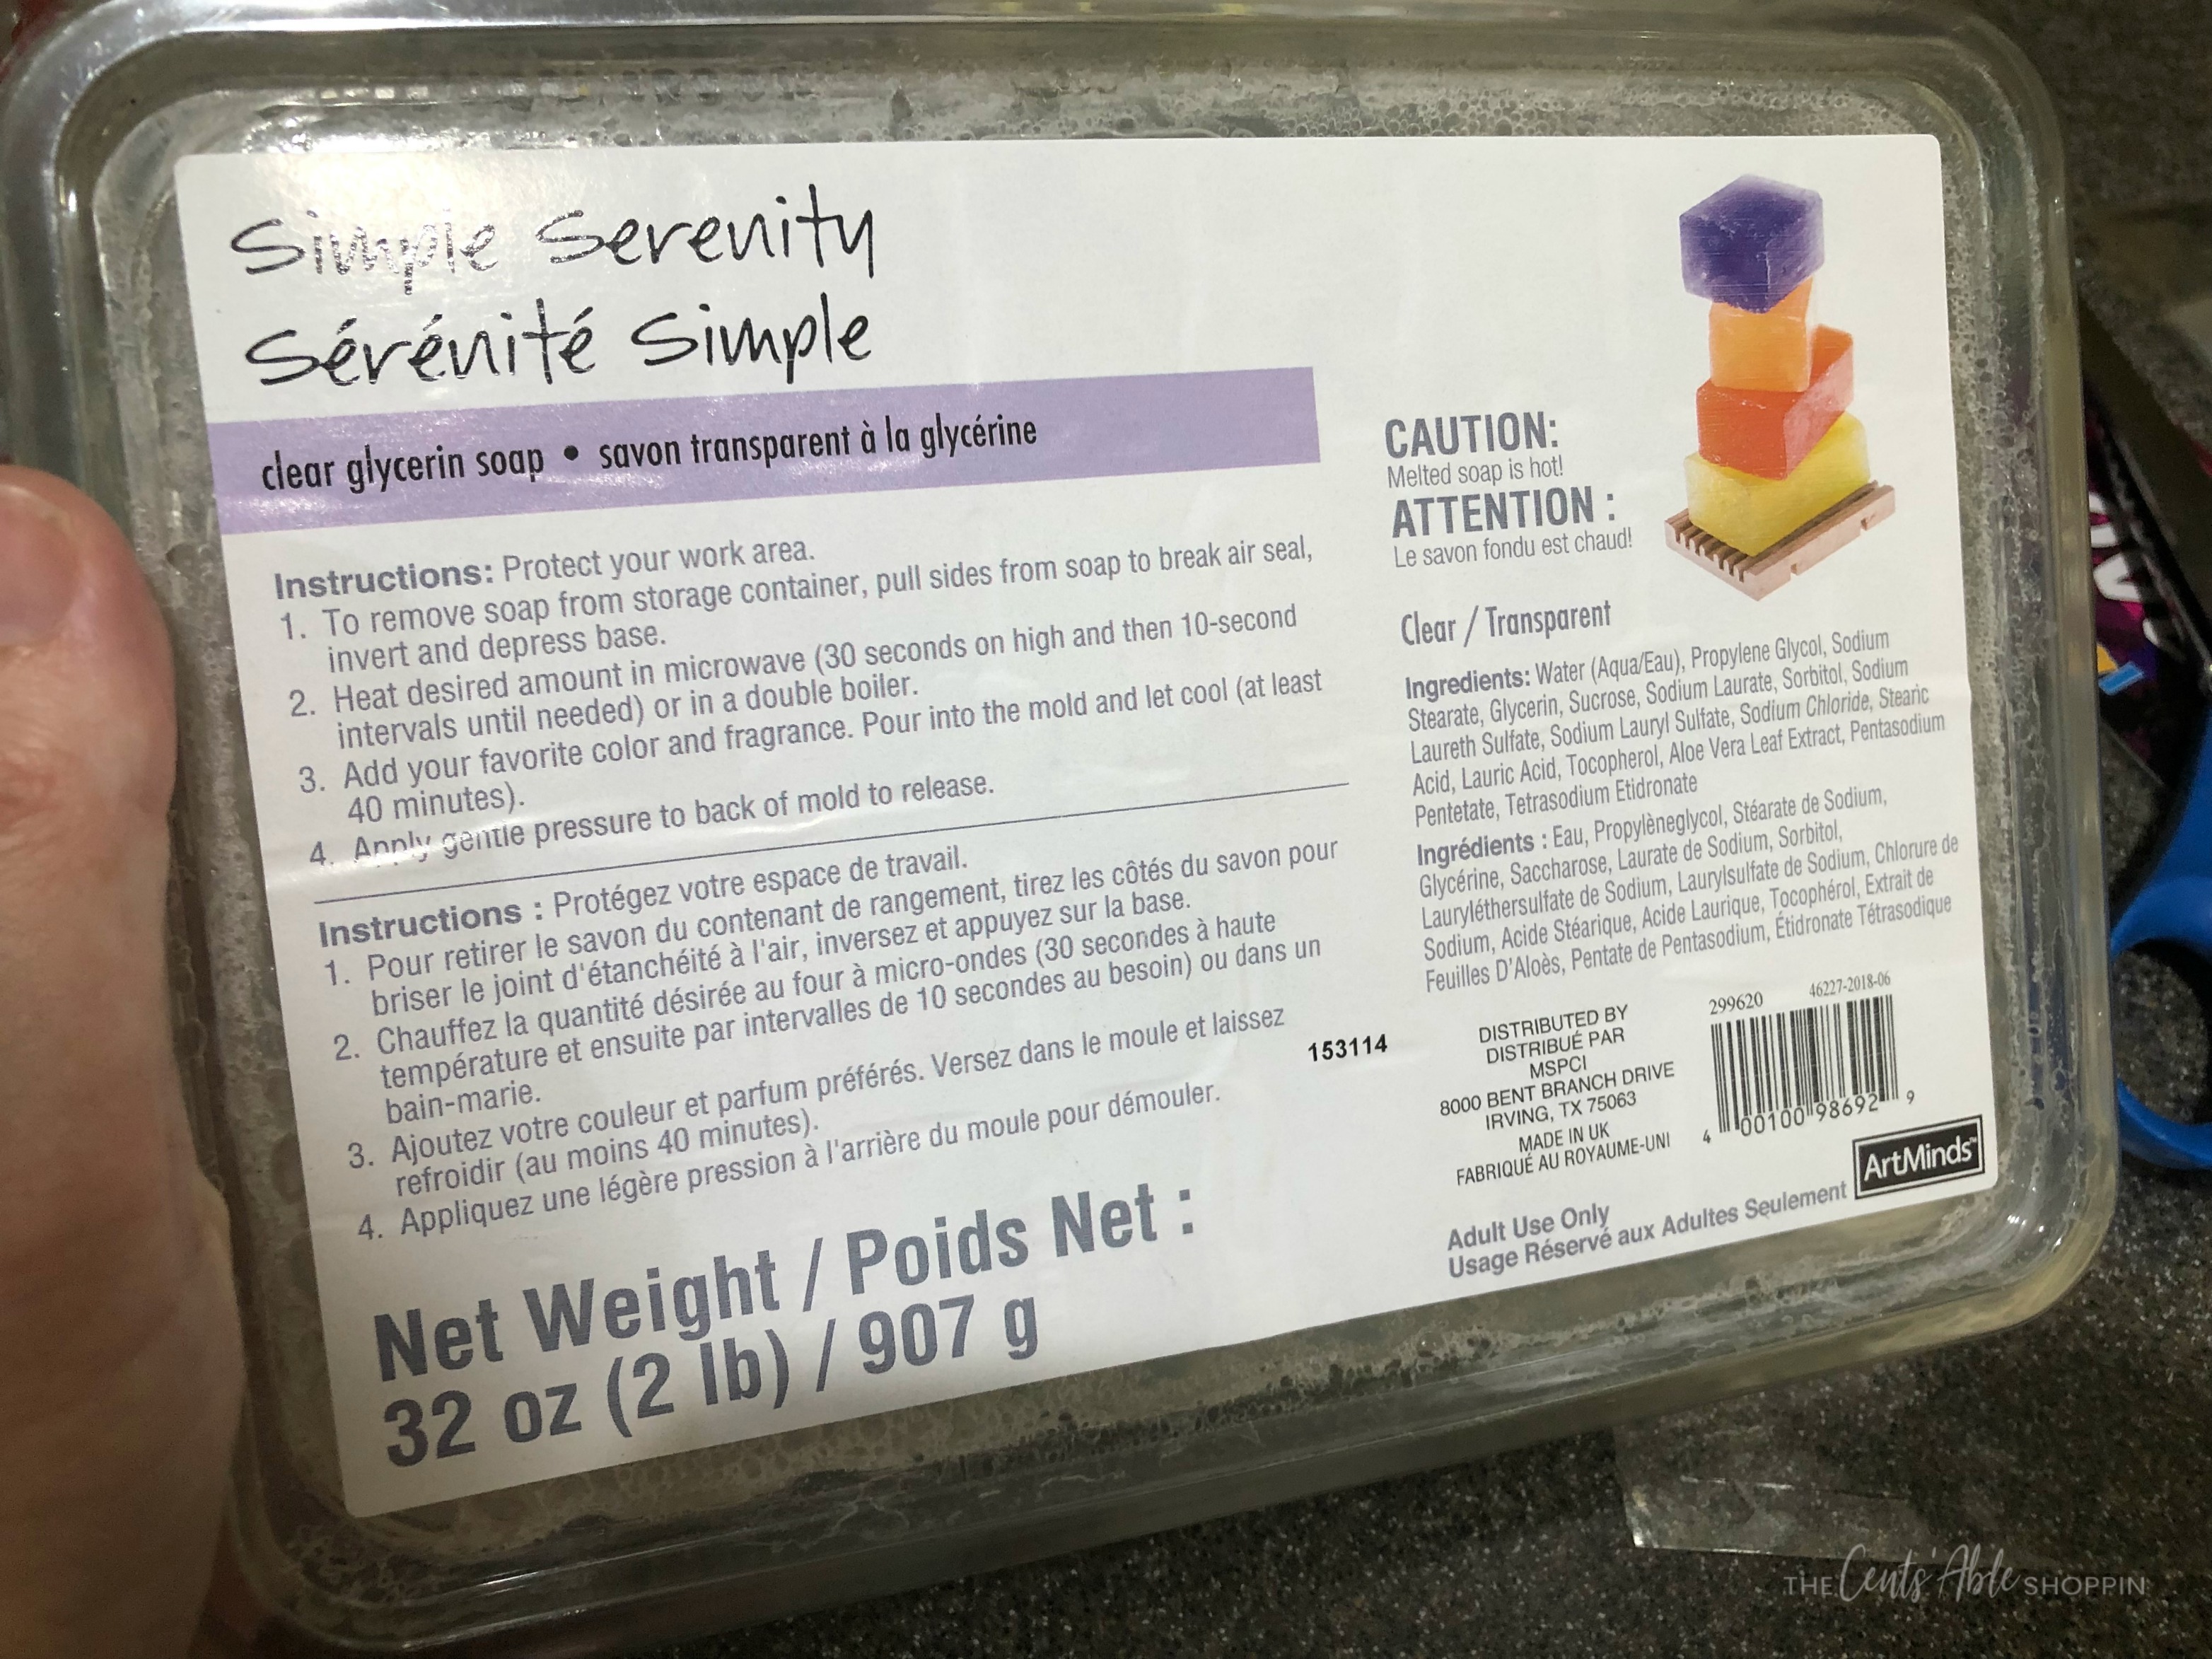 Simple Serenity
Sérénité Simple
clear glycerin soap • savon transparent à la glycérine
Instructions: Protect your work area.
1. To remove soap from storage container, pull sides from soap to break air seal,
invert and depress base.
2. Heat desired amount in microwave (30 seconds on high and then 10-second
intervals until needed) or in a double boiler.
3. Add your favorite color and fragrance. Pour into the mold and let cool (at least
40 minutes).
4. Apply gentle pressure to back of mold to release.
Instructions : Protégez votre espace de travail.
1. Pour retirer le savon du contenant de rangement, tirez les côtés du savon pour
briser le joint d'étanchéité à l'air, inversez et appuyez sur la base.
2. Chauffez la quantité désirée au four à micro-ondes (30 secondes à haute
température et ensuite par intervalles de 10 secondes au besoin) ou dans un
bain-marie.
3. Ajoutez votre couleur et parfum préférés. Versez dans le moule et laissez
refroidir (au moins 40 minutes).
4. Appliquez une légère pression à l'arrière du moule pour démouler.
Net Weight / Poids Net :
32 oz (2 lb) / 907 g
153114
CAUTION:
Melted soap is hot!
ATTENTION :
Le savon fondu est chaud!
Clear / Transparent
Ingredients: Water (Aqua/Eau), Propylene Glycol, Sodium
Stearate, Glycerin, Sucrose, Sodium Laurate, Sorbitol, Sodium
Laureth Sulfate, Sodium Lauryl Sulfate, Sodium Chloride, Stearic
Acid, Lauric Acid, Tocopherol, Aloe Vera Leaf Extract, Pentasodium
Pentetate, Tetrasodium Etidronate
Ingrédients : Eau, Propylèneglycol, Stéarate de Sodium,
Glycérine, Saccharose, Laurate de Sodium, Sorbitol,
Lauryléthersulfate de Sodium, Laurylsulfate de Sodium, Chlorure de
Sodium, Acide Stéarique, Acide Laurique, Tocophérol, Extrait de
Feuilles D'Aloès, Pentate de Pentasodium, Étidronate Tétrasodique
DISTRIBUTED BY
DISTRIBUÉ PAR
MSPCI
8000 BENT BRANCH DRIVE
IRVING, TX 75063
MADE IN UK
FABRIQUÉ AU ROYAUME-UNI
299620 46227-2018-06
4 00100 98692 9
ArtMinds™
Adult Use Only
Usage Réservé aux Adultes Seulement
THE Cents'Able SHOPPIN